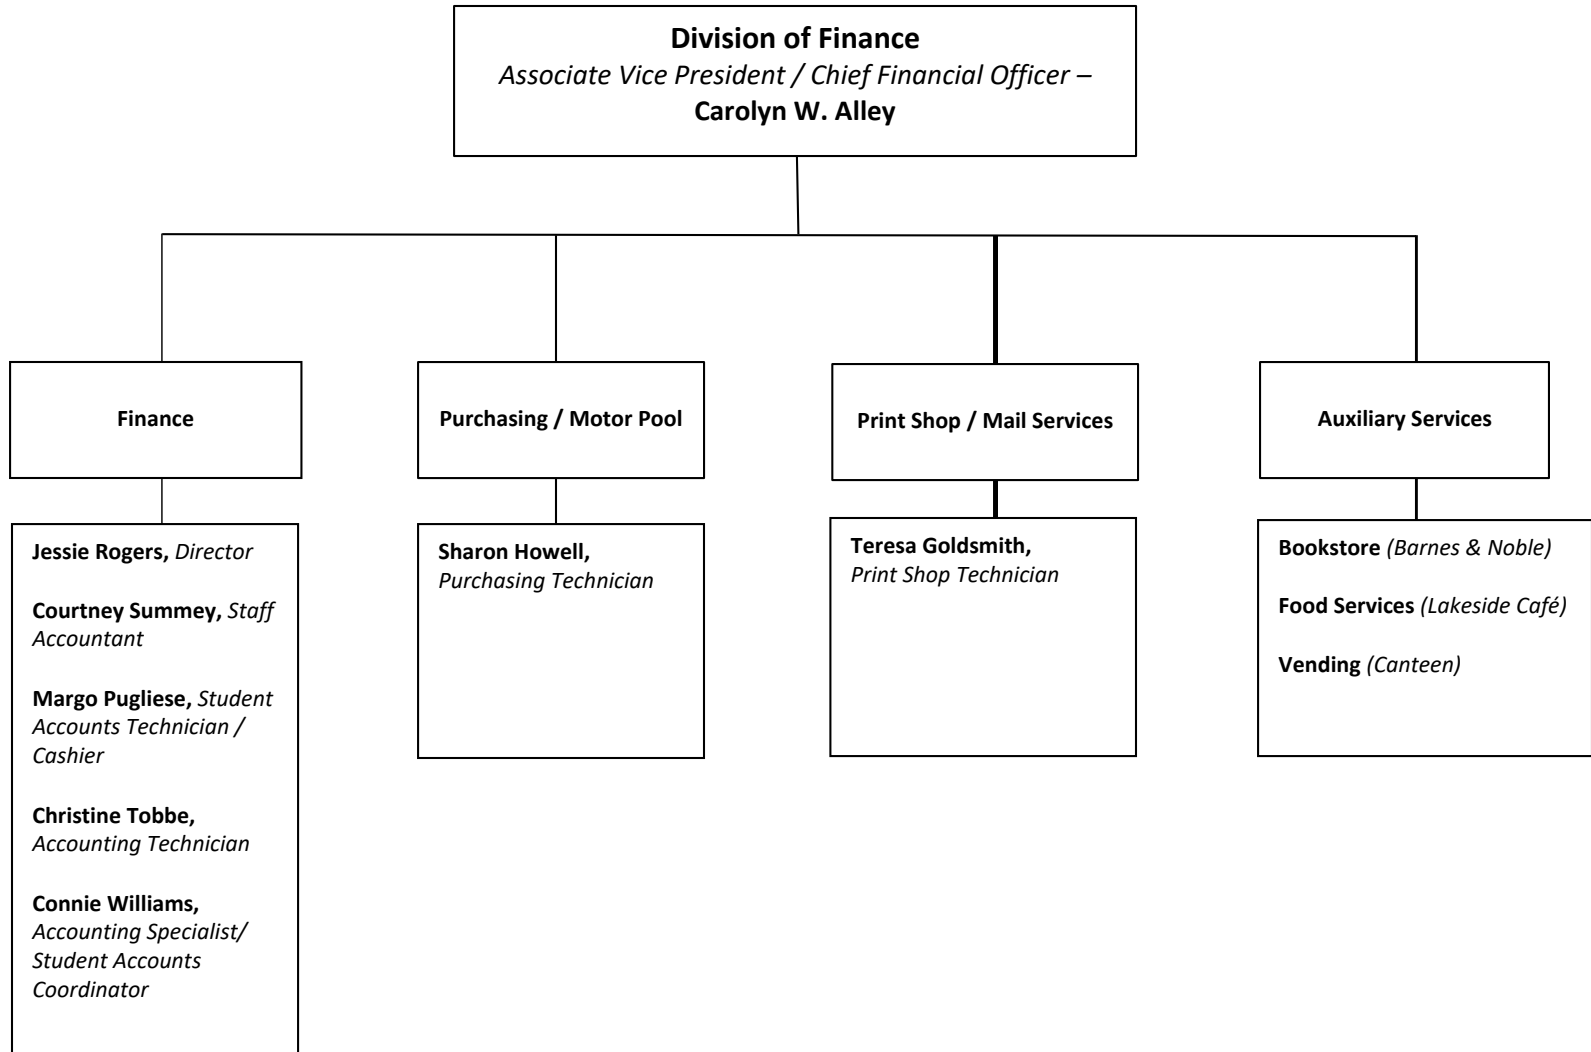 Division of Finance
Associate Vice President / Chief Financial Officer –
Carolyn W. Alley
Finance
Purchasing / Motor Pool
Print Shop / Mail Services
Auxiliary Services
Jessie Rogers, Director
Courtney Summey, Staff
Accountant
Margo Pugliese, Student
Accounts Technician /
Cashier
Christine Tobbe,
Accounting Technician
Connie Williams,
Accounting Specialist/
Student Accounts
Coordinator
Sharon Howell,
Purchasing Technician
Teresa Goldsmith,
Print Shop Technician
Bookstore (Barnes & Noble)
Food Services (Lakeside Café)
Vending (Canteen)